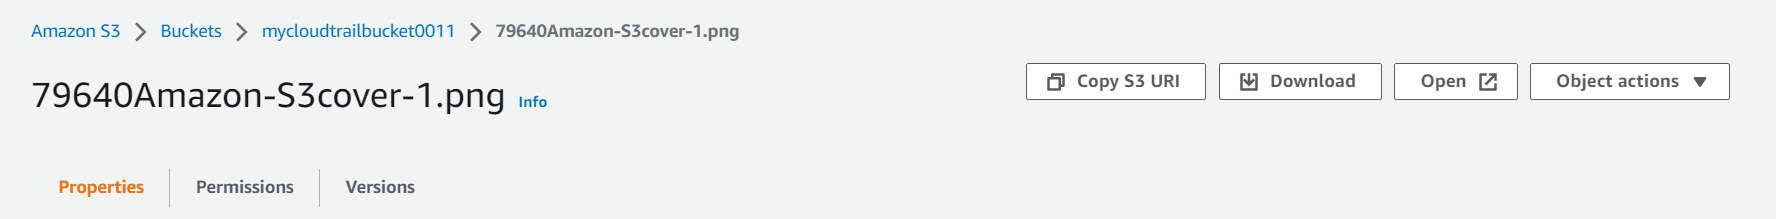 Amazon S3 > Buckets > mycloudtrailbucket0011 > 79640Amazon-S3cover-1.png
79640Amazon-S3cover-1.png Info
Copy S3 URI Download Open Object actions
Properties Permissions Versions